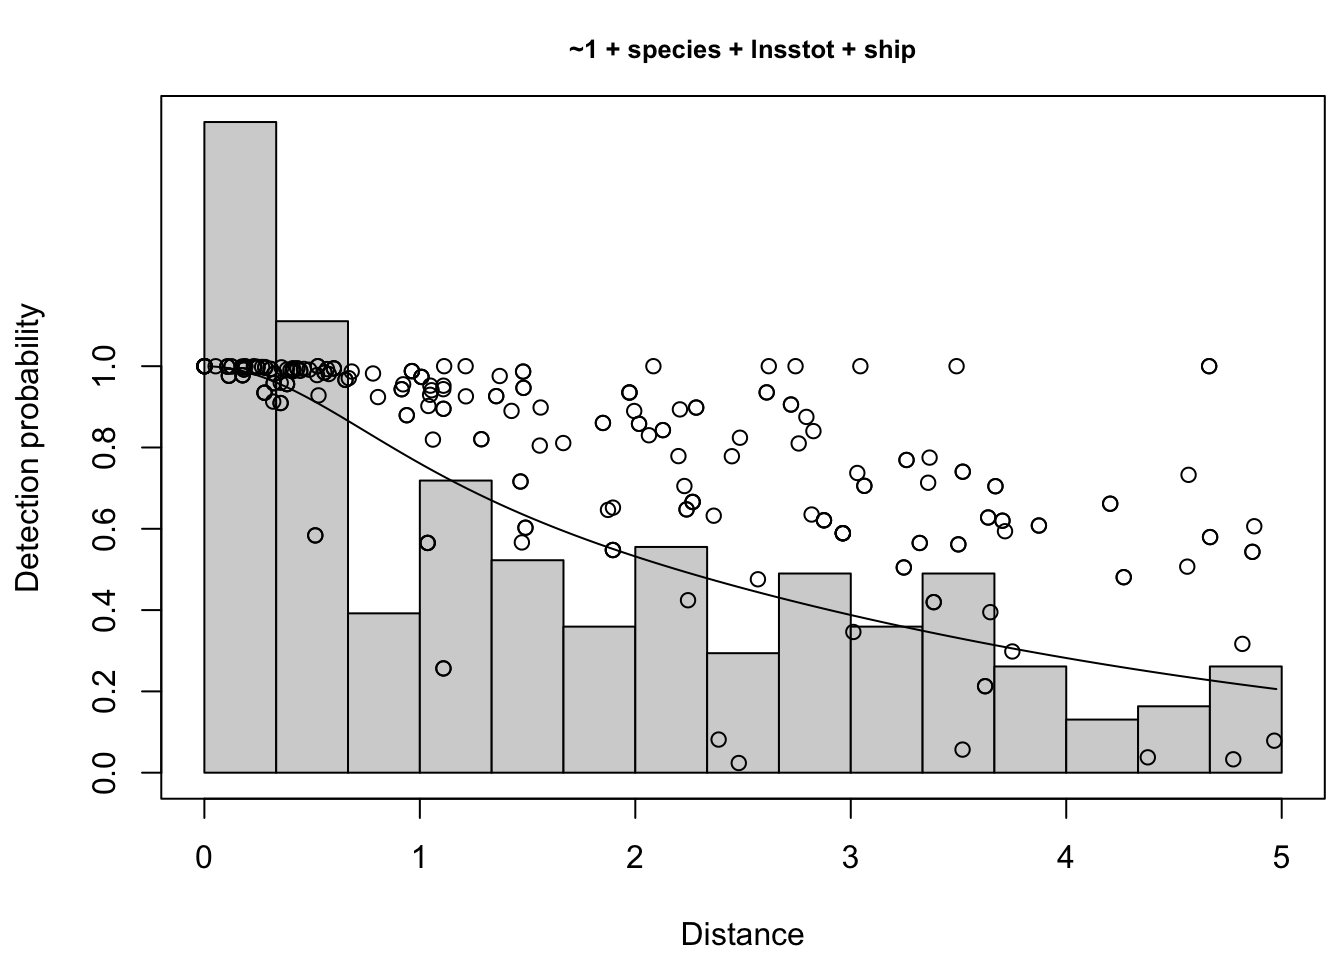 ~1 + species + lnsstot + ship
Detection probability
1.0
0.8
0.6
0.4
0.2
0.0
0 1 2 3 4 5
Distance